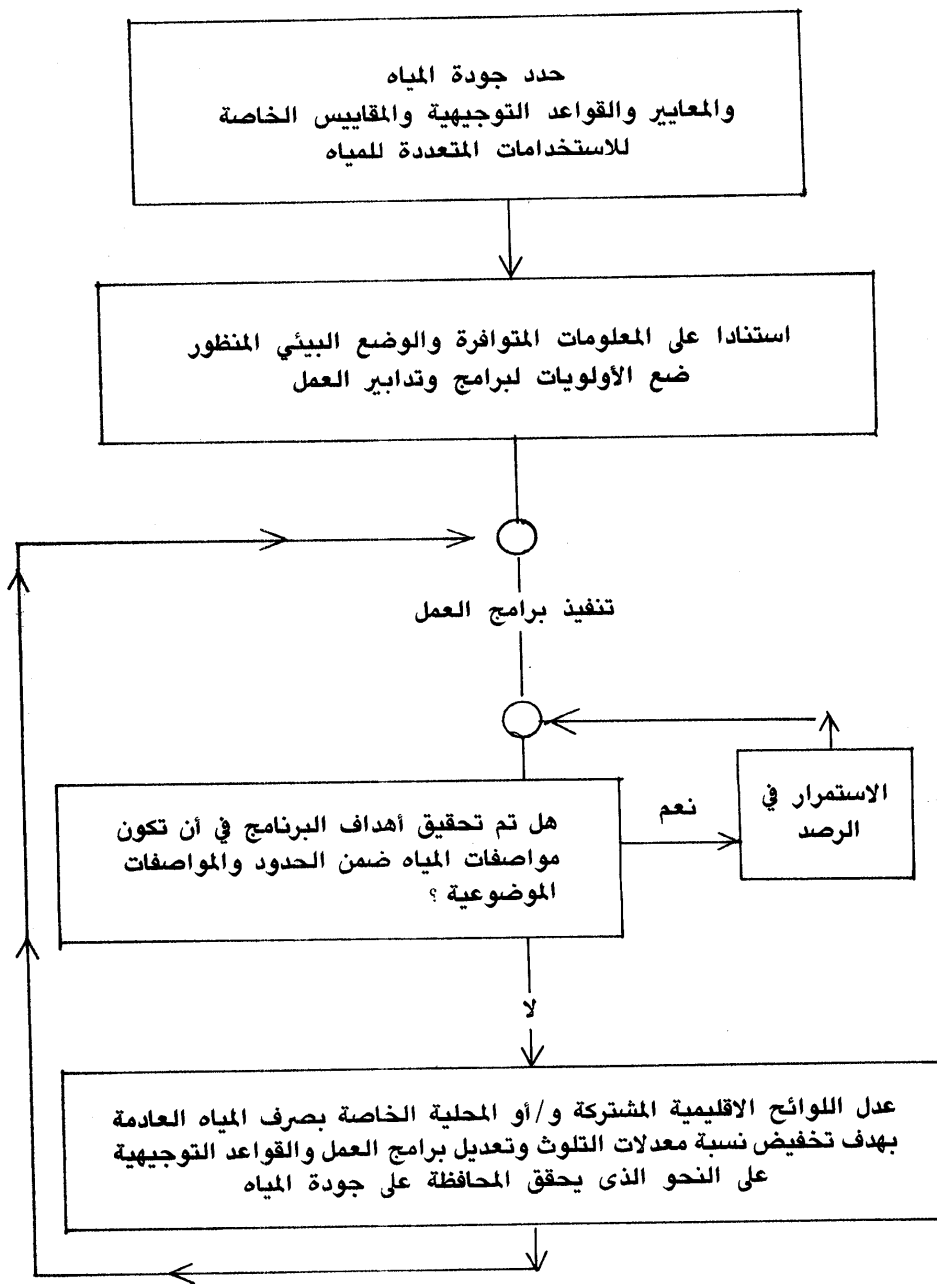 حدد جودة المياه
والمعايير والقواعد التوجيهية والمقاييس الخاصة
للاستخدامات المتعددة للمياه
استنادا على المعلومات المتوافرة والوضع البيئي المنظور
ضع الأولويات لبرامج وتدابير العمل
تنفيذ برامج العمل
هل تم تحقيق أهداف البرنامج في أن تكون
مواصفات المياه ضمن الحدود والمواصفات
الموضوعية ؟
نعم
الاستمرار في
الرصد
لا
عدل اللوائح الاقليمية المشتركة و/أو المحلية الخاصة بصرف المياه العادمة
بهدف تخفيض نسبة معدلات التلوث وتعديل برامج العمل والقواعد التوجيهية
على النحو الذى يحقق المحافظة على جودة المياه